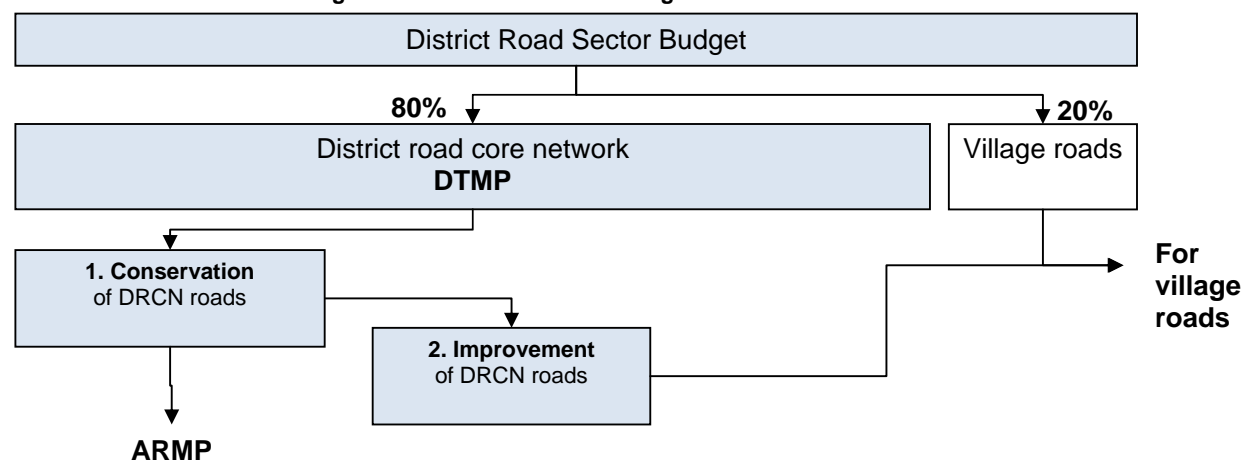 District Road Sector Budget
80%
20%
District road core network
DTMP
Village roads
1. Conservation
of DRCN roads
2. Improvement
of DRCN roads
For
village
roads
ARMP